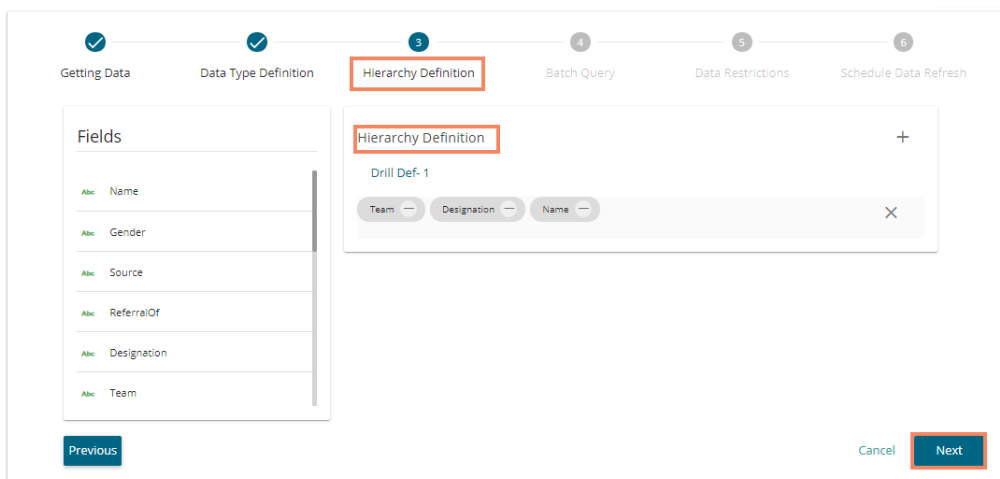 3 4 5 6
Getting Data Data Type Definition Hierarchy Definition Batch Query Data Restrictions Schedule Data Refresh
Fields
Abc Name
Abc Gender
Abc Source
Abc ReferralOf
Abc Designation
Abc Team
Hierarchy Definition +
Drill Def- 1
Team — Designation — Name —
Previous
Cancel Next